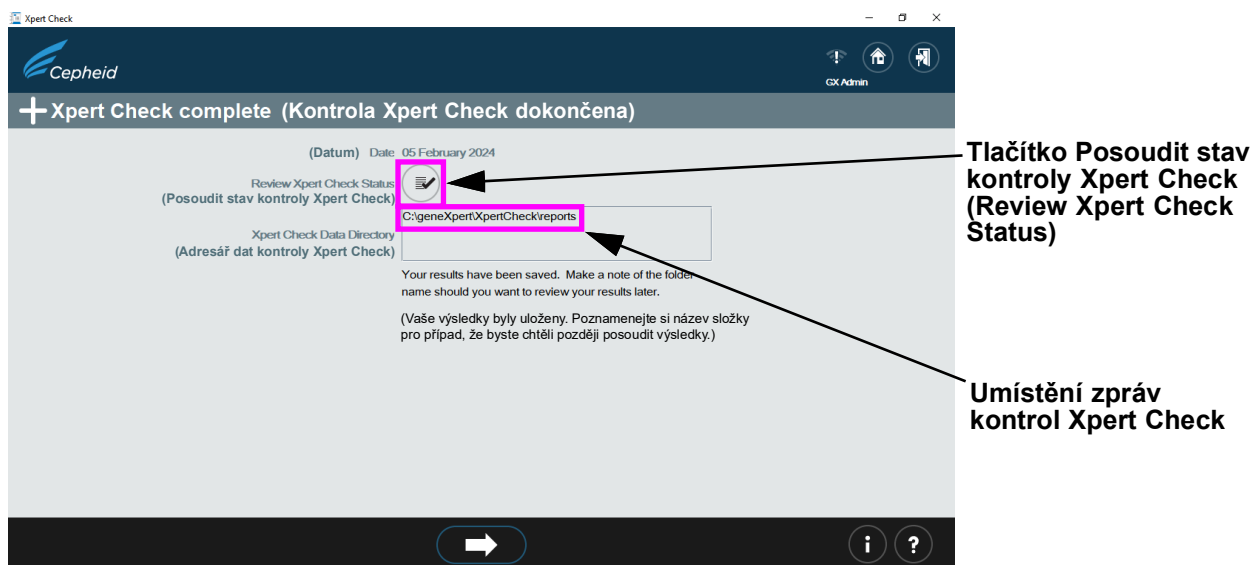 Xpert Check
Cepheid
GX Admin
Xpert Check complete (Kontrola Xpert Check dokončena)
(Datum) Date 05 February 2024
Review Xpert Check Status
(Posoudit stav kontroly Xpert Check)
C:\geneXpert\XpertCheck\reports
Xpert Check Data Directory
(Adresář dat kontroly Xpert Check)
Your results have been saved. Make a note of the folder
name should you want to review your results later.
(Vaše výsledky byly uloženy. Poznamenejte si název složky
pro případ, že byste chtěli později posoudit výsledky.)
i ?
Tlačítko Posoudit stav
kontroly Xpert Check
(Review Xpert Check
Status)
Umístění zpráv
kontrol Xpert Check